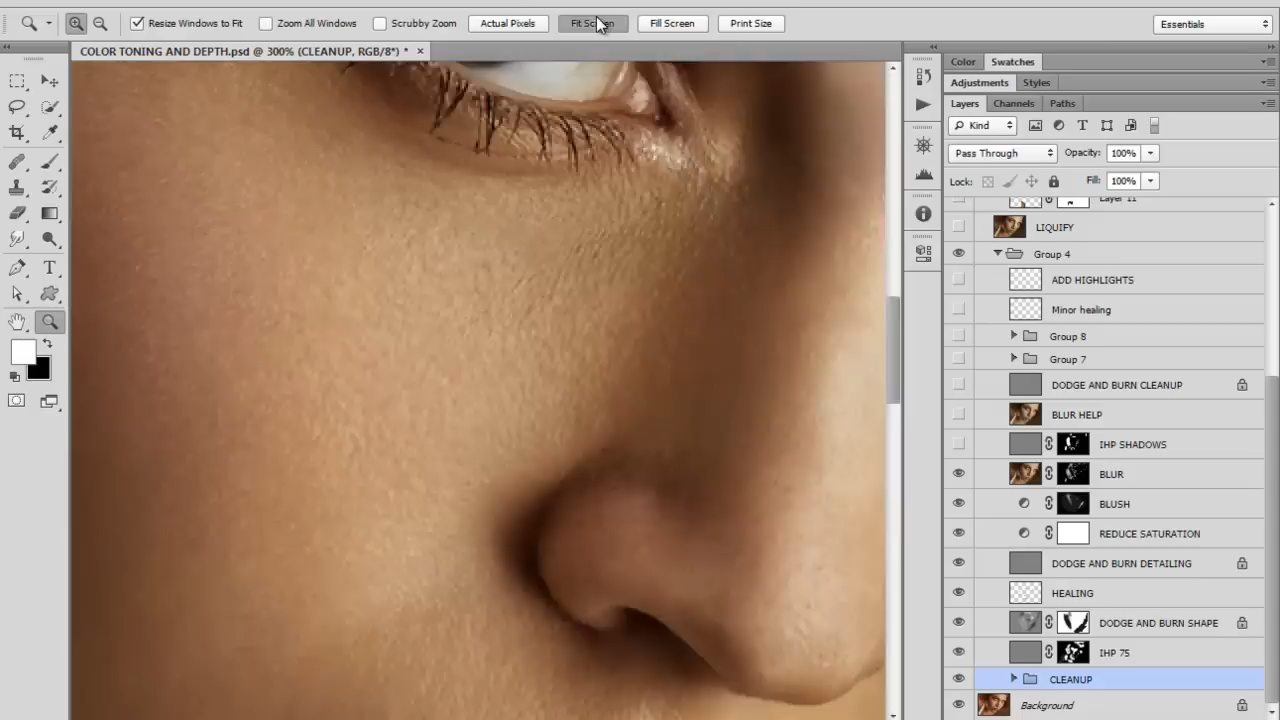 Resize Windows to Fit Zoom All Windows Scrubby Zoom Actual Pixels Fit Screen Fill Screen Print Size Essentials
COLOR TONING AND DEPTH.psd @ 300% (CLEANUP, RGB/8*) * ×
Color Swatches
Adjustments Styles
Layers Channels Paths
Kind
Pass Through Opacity: 100%
Lock: Fill: 100%
Layer 11
LIQUIFY
Group 4
ADD HIGHLIGHTS
Minor healing
Group 8
Group 7
DODGE AND BURN CLEANUP
BLUR HELP
IHP SHADOWS
BLUR
BLUSH
REDUCE SATURATION
DODGE AND BURN DETAILING
HEALING
DODGE AND BURN SHAPE
IHP 75
CLEANUP
Background